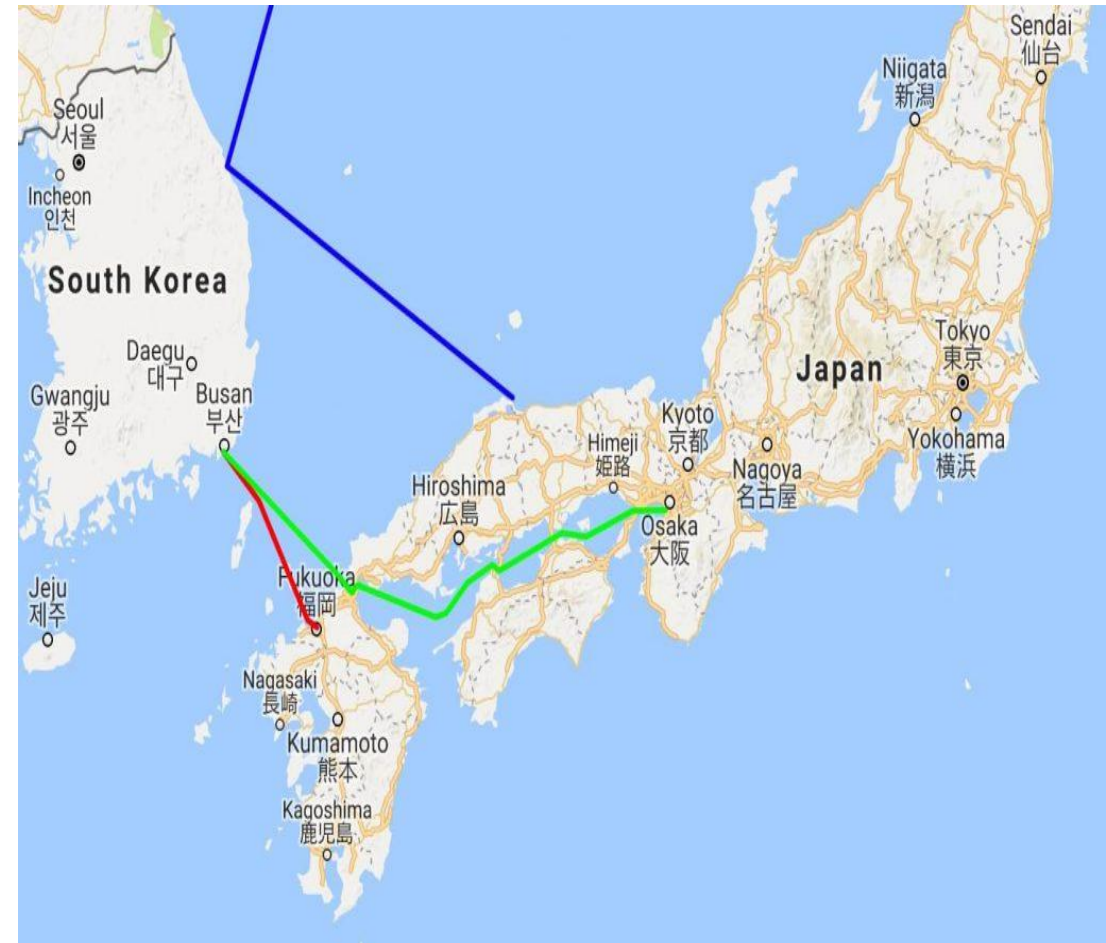 Sendai
仙台
Niigata
新潟
Seoul
서울
Incheon
인천
South Korea
Daegu
대구
Gwangju
광주
Busan
부산
Tokyo
東京
Japan
Kyoto
京都
Himeji
姫路
Nagoya
名古屋
Yokohama
横浜
Hiroshima
広島
Osaka
大阪
Jeju
제주
Fukuoka
福岡
Nagasaki
長崎
Kumamoto
熊本
Kagoshima
鹿児島